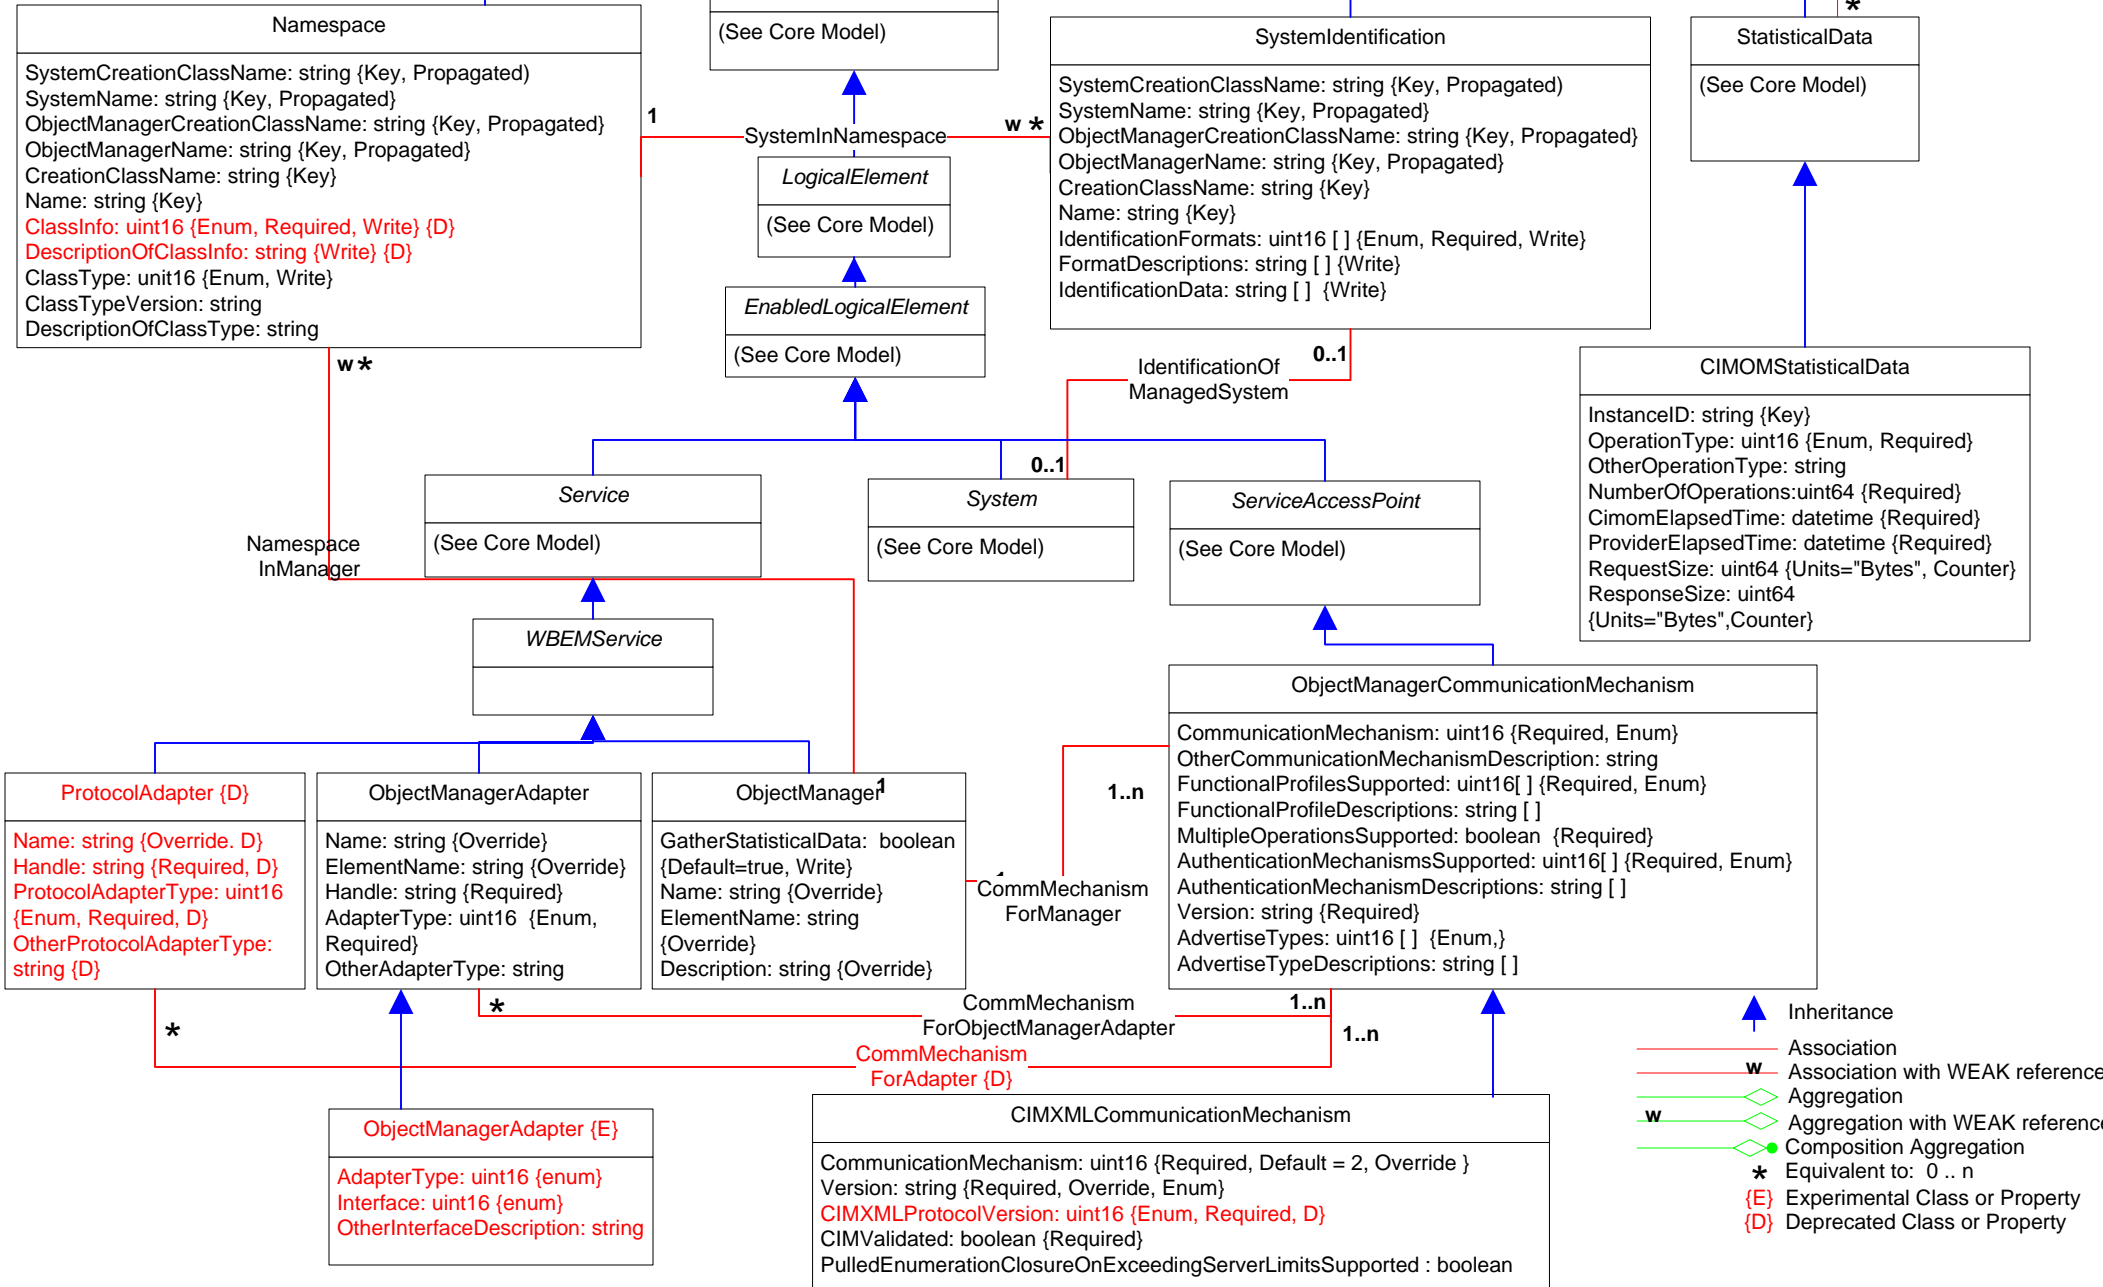 Namespace
SystemCreationClassName: string {Key, Propagated)
SystemName: string {Key, Propagated}
ObjectManagerCreationClassName: string {Key, Propagated}
ObjectManagerName: string {Key, Propagated}
CreationClassName: string {Key}
Name: string {Key}
ClassInfo: uint16 {Enum, Required, Write} {D}
DescriptionOfClassInfo: string {Write} {D}
ClassType: unit16 {Enum, Write}
ClassTypeVersion: string
DescriptionOfClassType: string
(See Core Model)
1
SystemInNamespace
w *
SystemIdentification
SystemCreationClassName: string {Key, Propagated)
SystemName: string {Key, Propagated}
ObjectManagerCreationClassName: string {Key, Propagated}
ObjectManagerName: string {Key, Propagated}
CreationClassName: string {Key}
Name: string {Key}
IdentificationFormats: uint16 [ ] {Enum, Required, Write}
FormatDescriptions: string [ ] {Write}
IdentificationData: string [ ]  {Write}
*
StatisticalData
(See Core Model)
LogicalElement
(See Core Model)
EnabledLogicalElement
(See Core Model)
w *
IdentificationOf
ManagedSystem
0..1
0..1
CIMOMStatisticalData
InstanceID: string {Key}
OperationType: uint16 {Enum, Required}
OtherOperationType: string
NumberOfOperations:uint64 {Required}
CimomElapsedTime: datetime {Required}
ProviderElapsedTime: datetime {Required}
RequestSize: uint64 {Units="Bytes", Counter}
ResponseSize: uint64
{Units="Bytes",Counter}
Service
(See Core Model)
System
(See Core Model)
ServiceAccessPoint
(See Core Model)
Namespace
InManager
WBEMService
ProtocolAdapter {D}
Name: string {Override. D}
Handle: string {Required, D}
ProtocolAdapterType: uint16
{Enum, Required, D}
OtherProtocolAdapterType:
string {D}
ObjectManagerAdapter
Name: string {Override}
ElementName: string {Override}
Handle: string {Required}
AdapterType: uint16  {Enum,
Required}
OtherAdapterType: string
ObjectManager
1
GatherStatisticalData:  boolean
{Default=true, Write}
Name: string {Override}
ElementName: string
{Override}
Description: string {Override}
1..n
1
CommMechanism
ForManager
ObjectManagerCommunicationMechanism
CommunicationMechanism: uint16 {Required, Enum}
OtherCommunicationMechanismDescription: string
FunctionalProfilesSupported: uint16[ ] {Required, Enum}
FunctionalProfileDescriptions: string [ ]
MultipleOperationsSupported: boolean  {Required}
AuthenticationMechanismsSupported: uint16[ ] {Required, Enum}
AuthenticationMechanismDescriptions: string [ ]
Version: string {Required}
AdvertiseTypes: uint16 [ ]  {Enum,}
AdvertiseTypeDescriptions: string [ ]
*
CommMechanism
ForObjectManagerAdapter
1..n
*
CommMechanism
ForAdapter {D}
1..n
ObjectManagerAdapter {E}
AdapterType: uint16 {enum}
Interface: uint16 {enum}
OtherInterfaceDescription: string
CIMXMLCommunicationMechanism
CommunicationMechanism: uint16 {Required, Default = 2, Override }
Version: string {Required, Override, Enum}
CIMXMLProtocolVersion: uint16 {Enum, Required, D}
CIMValidated: boolean {Required}
PulledEnumerationClosureOnExceedingServerLimitsSupported : boolean
Inheritance
Association
w Association with WEAK reference
Aggregation
w Aggregation with WEAK reference
Composition Aggregation
* Equivalent to:  0 .. n
{E} Experimental Class or Property
{D} Deprecated Class or Property